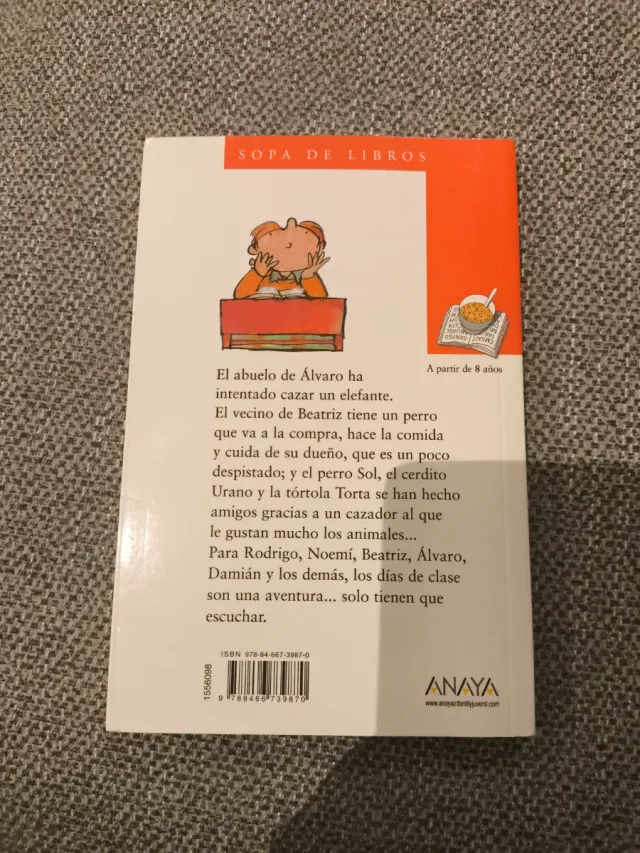 SOPA DE LIBROS
A partir de 8 años
El abuelo de Álvaro ha
intentado cazar un elefante.
El vecino de Beatriz tiene un perro
que va a la compra, hace la comida
y cuida de su dueño, que es un poco
despistado; y el perro Sol, el cerdito
Urano y la tórtola Torta se han hecho
amigos gracias a un cazador al que
le gustan mucho los animales...
Para Rodrigo, Noemí, Beatriz, Álvaro,
Damián y los demás, los días de clase
son una aventura... solo tienen que
escuchar.
ISBN 978-84-667-3987-0
1556098
9 788466 739870
ANAYA
www.anayainfantilyjuvenil.com